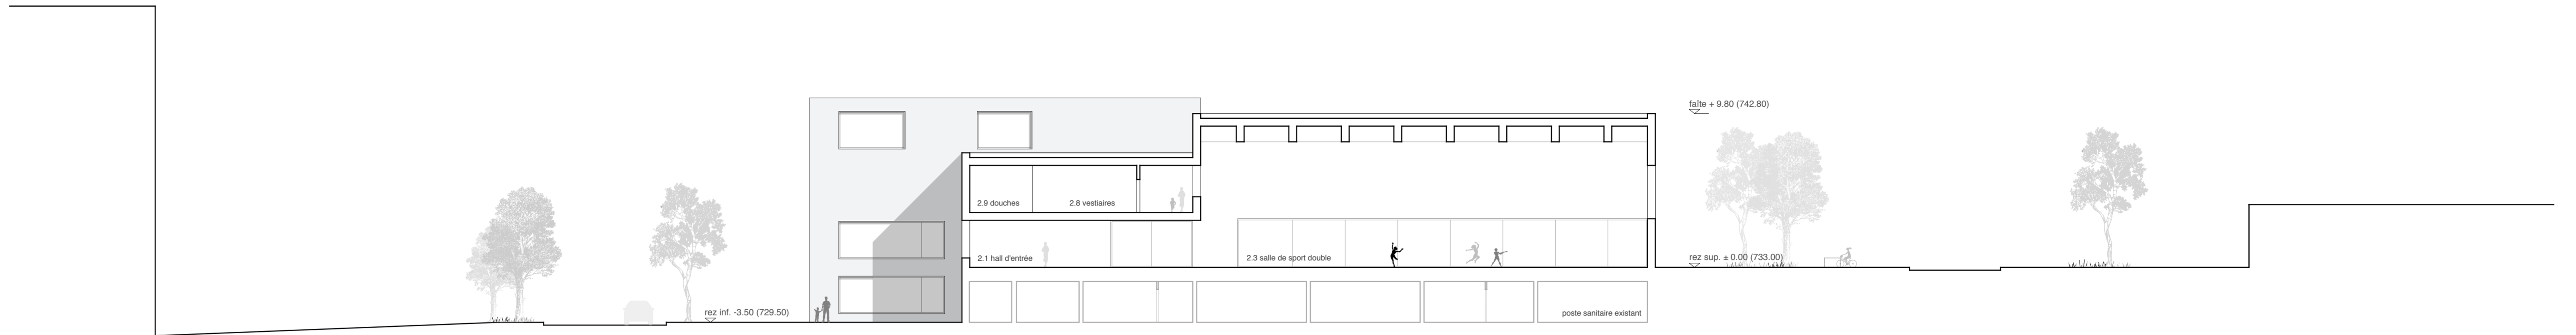 faîte + 9.80 (742.80)
2.9 douches
2.8 vestiaires
2.1 hall d'entrée
2.3 salle de sport double
rez sup. ± 0.00 (733.00)
rez inf. -3.50 (729.50)
poste sanitaire existant